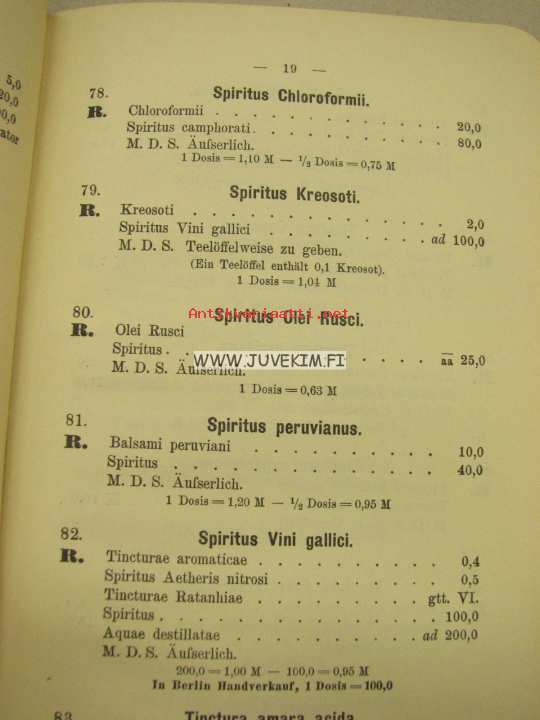 5,0
20,0
00,0
ator
— 19 —
78. Spiritus Chloroformii.
R. Chloroformii . . . . . . . . . . . 20,0
Spiritus camphorati . . . . . . . . 80,0
M. D. S. Äufserlich.
1 Dosis = 1,10 M — ½ Dosis = 0,75 M
79. Spiritus Kreosoti.
R. Kreosoti . . . . . . . . . . . . 2,0
Spiritus Vini gallici . . . . . . . ad 100,0
M. D. S. Teelöffelweise zu geben.
(Ein Teelöffel enthält 0,1 Kreosot).
1 Dosis = 1,04 M
80. Spiritus Olei Rusci.
Antikvariaatti.net
R. Olei Rusci
Spiritus . . . . . . . . . . . . aa 25,0
WWW.JUVEKIM.FI
M. D. S. Äufserlich.
1 Dosis = 0,63 M
81. Spiritus peruvianus.
R. Balsami peruviani . . . . . . . . . 10,0
Spiritus . . . . . . . . . . . . 40,0
M. D. S. Äufserlich.
1 Dosis = 1,20 M — ½ Dosis = 0,95 M
82. Spiritus Vini gallici.
R. Tincturae aromaticae . . . . . . . . 0,4
Spiritus Aetheris nitrosi . . . . . . . 0,5
Tincturae Ratanhiae . . . . . . . gtt. VI.
Spiritus . . . . . . . . . . . . 100,0
Aquae destillatae . . . . . . . ad 200,0
M. D. S. Äufserlich.
200,0 = 1,00 M — 100,0 = 0,95 M
In Berlin Handverkauf, 1 Dosis = 100,0
83. Tinctura amara acida.